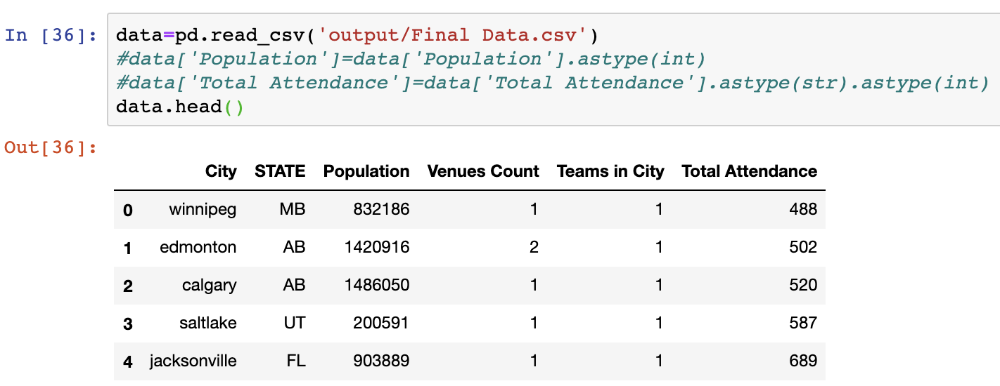 In [36]: data=pd.read_csv('output/Final Data.csv')
#data['Population']=data['Population'].astype(int)
#data['Total Attendance']=data['Total Attendance'].astype(str).astype(int)
data.head()
Out[36]:
City STATE Population Venues Count Teams in City Total Attendance
0 winnipeg MB 832186 1 1 488
1 edmonton AB 1420916 2 1 502
2 calgary AB 1486050 1 1 520
3 saltlake UT 200591 1 1 587
4 jacksonville FL 903889 1 1 689